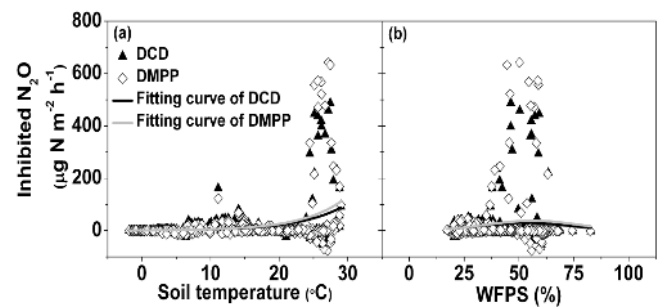 (a)
(b)
DCD
DMPP
Fitting curve of DCD
Fitting curve of DMPP
Inhibited N₂O
(μg N m⁻² h⁻¹)
800
600
400
200
0
0 10 20 30
0 25 50 75 100
Soil temperature (°C)
WFPS (%)